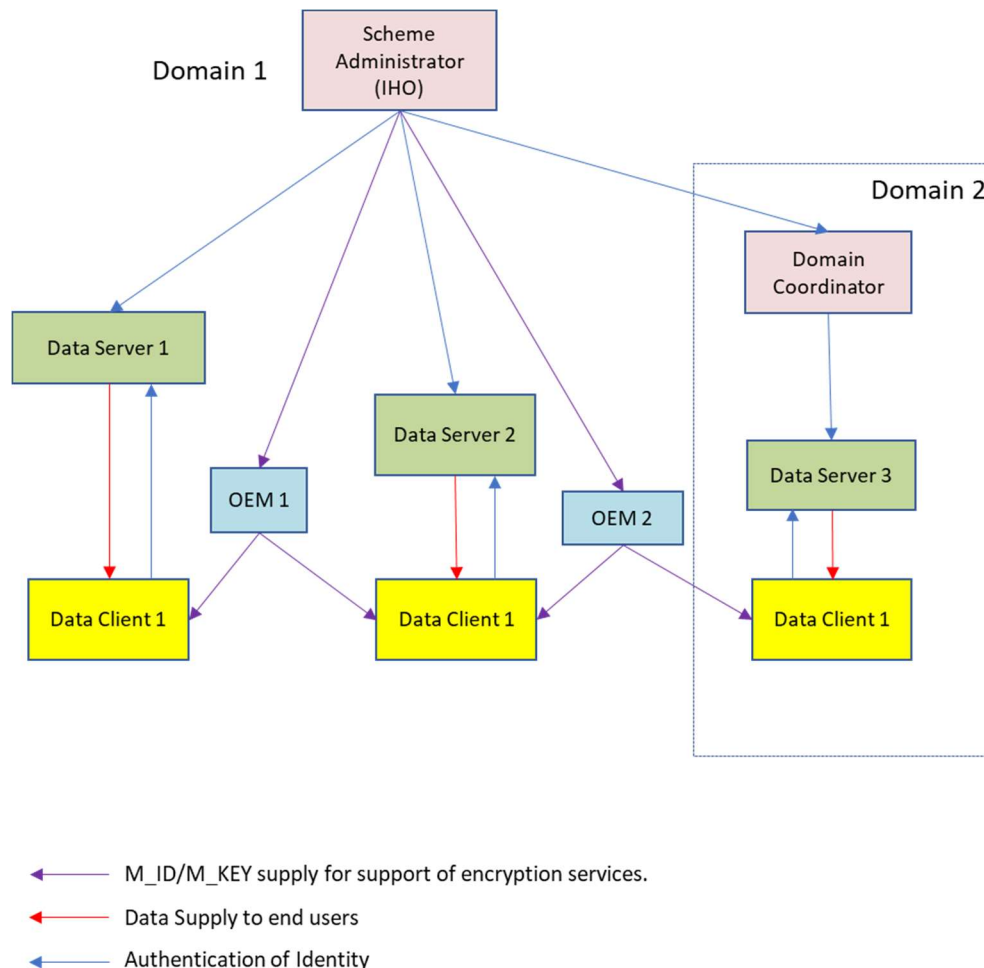 Scheme
Administrator
(IHO)
Domain 1
Domain 2
Domain
Coordinator
Data Server 1
Data Server 2
Data Server 3
OEM 1
OEM 2
Data Client 1
Data Client 1
Data Client 1
M_ID/M_KEY supply for support of encryption services.
Data Supply to end users
Authentication of Identity